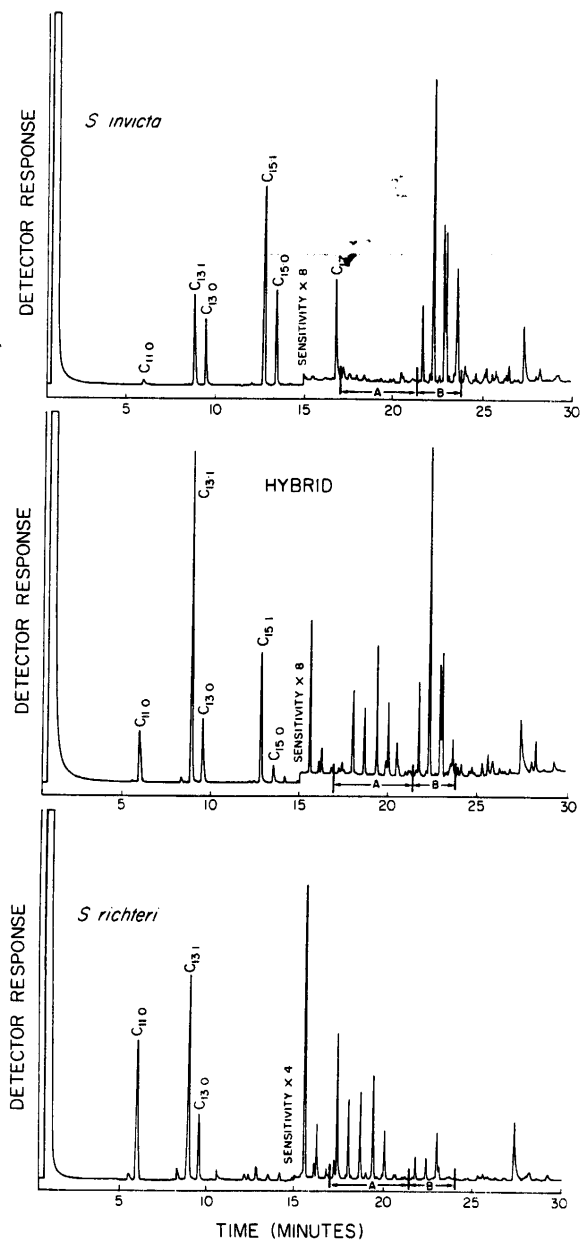 DETECTOR RESPONSE
S invicta
C11 0
C13 1
C13 0
C15 1
C15 0
SENSITIVITY x 8
A
B
5 10 15 20 25 30
DETECTOR RESPONSE
HYBRID
C11 0
C13 1
C13 0
C15 1
C15 0
SENSITIVITY x 8
A
B
5 10 15 20 25 30
DETECTOR RESPONSE
S richteri
C11 0
C13 1
C13 0
SENSITIVITY x 4
A
B
5 10 15 20 25 30
TIME (MINUTES)